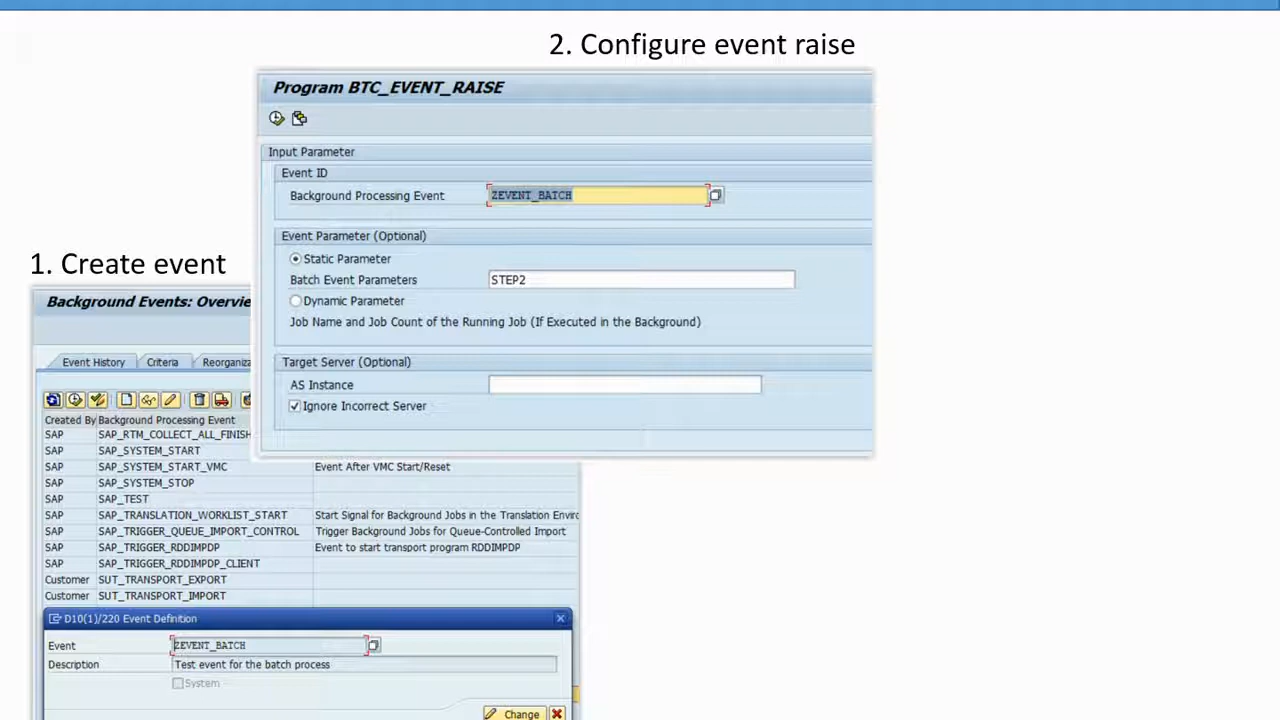 2. Configure event raise
Program BTC_EVENT_RAISE
Input Parameter
Event ID
Background Processing Event ZEVENT_BATCH
Event Parameter (Optional)
Static Parameter
Batch Event Parameters STEP2
Dynamic Parameter
Job Name and Job Count of the Running Job (If Executed in the Background)
Target Server (Optional)
AS Instance
Ignore Incorrect Server
1. Create event
Background Events: Overvie
Event History Criteria Reorganiza
Created By Background Processing Event
SAP SAP_RTM_COLLECT_ALL_FINISH
SAP SAP_SYSTEM_START
SAP SAP_SYSTEM_START_VMC Event After VMC Start/Reset
SAP SAP_SYSTEM_STOP
SAP SAP_TEST
SAP SAP_TRANSLATION_WORKLIST_START Start Signal for Background Jobs in the Translation Enviro
SAP SAP_TRIGGER_QUEUE_IMPORT_CONTROL Trigger Background Jobs for Queue-Controlled Import
SAP SAP_TRIGGER_RDDIMPDP Event to start transport program RDDIMPDP
SAP SAP_TRIGGER_RDDIMPDP_CLIENT
Customer SUT_TRANSPORT_EXPORT
Customer SUT_TRANSPORT_IMPORT
D10(1)/220 Event Definition
Event ZEVENT_BATCH
Description Test event for the batch process
System
Change